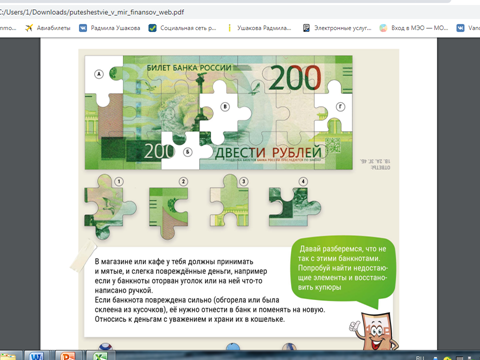 C:/Users/1/Downloads/puteshestvie_v_mir_finansov_web.pdf
Авиабилеты
Радмила Ушакова
Социальная сеть р...
Ушакова Радмила...
Электронные услуг...
Вход в МЭО — МО...
Ушакова
БИЛЕТ БАНКА РОССИИ
200
А
В
Г
Б
200
ДВЕСТИ РУБЛЕЙ
ОТВЕТЫ
1
2
3
4
В магазине или кафе у тебя должны принимать
и мятые, и слегка повреждённые деньги, например
если у банкноты оторван уголок или на ней что-то
написано ручкой.
Если банкнота повреждена сильно (обгорела или была
склеена из кусочков), её нужно отнести в банк и поменять на новую.
Относись к деньгам с уважением и храни их в кошельке.
Давай разберемся, что не
так с этими банкнотами.
Попробуй найти недостаю-
щие элементы и восстано-
вить купюры
RU